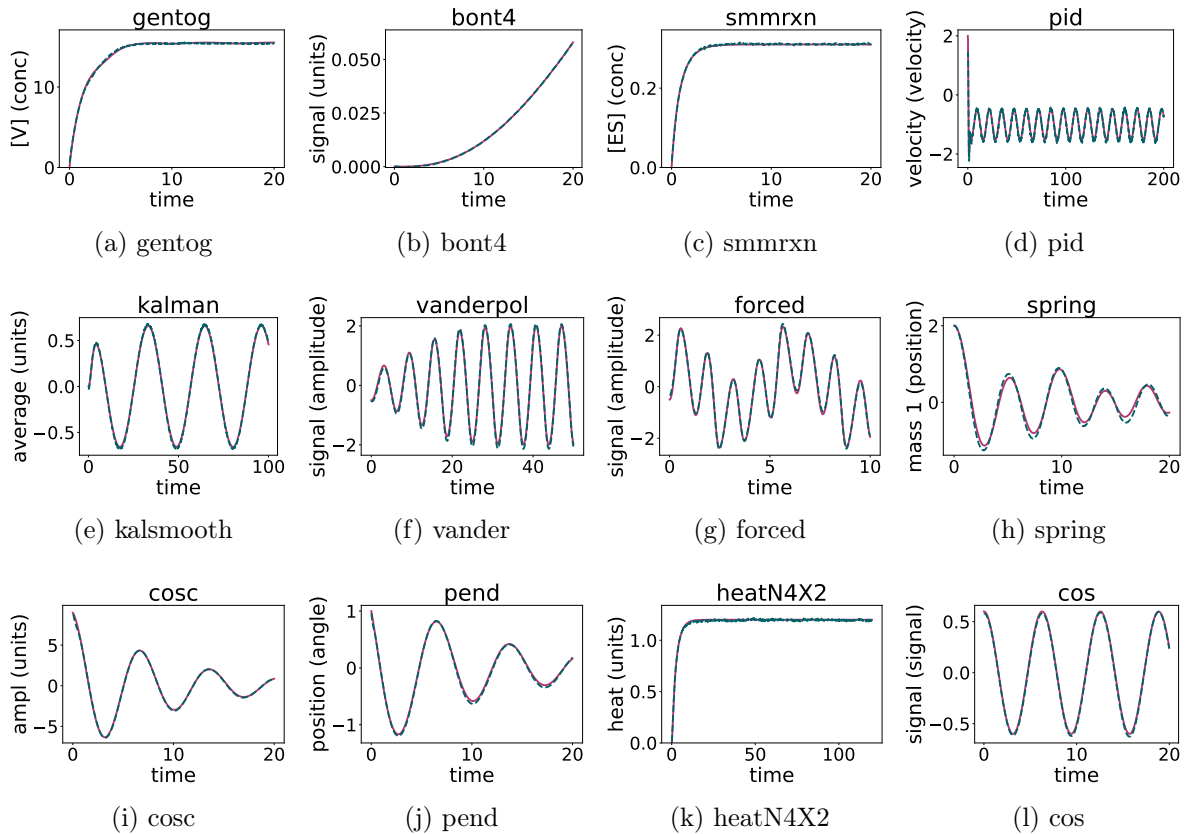 gentog
[V] (conc)
10
0
0
10
20
time
(a) gentog
bont4
signal (units)
0.050
0.025
0.000
0
20
time
(b) bont4
smmrxn
[ES] (conc)
0.2
0.0
0
10
20
time
(c) smmrxn
pid
velocity (velocity)
2
0
−2
0
100
200
time
(d) pid
kalman
average (units)
0.5
0.0
−0.5
0
50
100
time
(e) kalsmooth
vanderpol
signal (amplitude)
2
0
−2
0
20
40
time
(f) vander
forced
signal (amplitude)
2
0
−2
0
5
10
time
(g) forced
spring
mass 1 (position)
2
0
0
10
20
time
(h) spring
cosc
ampl (units)
5
0
−5
0
10
20
time
(i) cosc
pend
position (angle)
1
0
−1
0
10
20
time
(j) pend
heatN4X2
heat (units)
1.2
0.6
0.0
0
50
100
time
(k) heatN4X2
cos
signal (signal)
0.5
0.0
−0.5
0
10
20
time
(l) cos